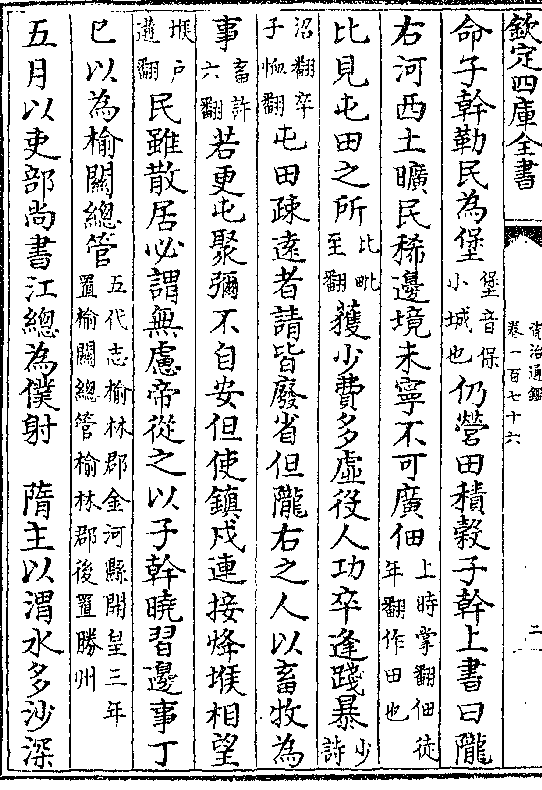 欽定四庫全書
資治通鑑
卷一百七十六
二
命子幹勒民為堡堡音保小城也仍營田積穀子幹上書曰隴
右河西土曠民稀邊境未寧不可廣佃上時掌翻佃徒年翻作田也
比見屯田之所比毗至翻獲少費多虛役人功卒逢踐暴少詩
沼翻卒子恤翻屯田疎遠者請皆廢省但隴右之人以畜牧為
事畜許六翻若更屯聚彌不自安但使鎮戍連接烽堠相望
堠戶遘翻民雖散居必謂無慮帝從之以子幹曉習邊事丁
巳以為榆關總管五代志榆林郡金河縣開皇三年置榆關總管榆林郡後置勝州
五月以吏部尚書江總為僕射　隋主以渭水多沙深